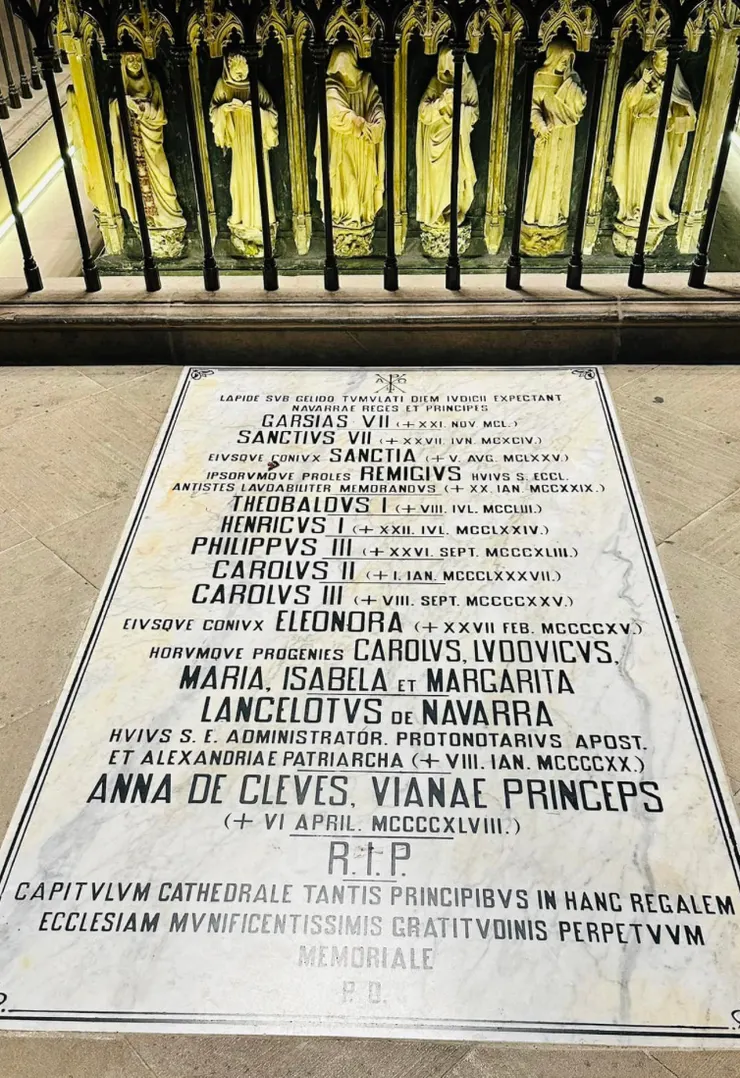 LAPIDE SVB GELIDO TVMVLATI DIEM IVDICII EXPECTANT
NAVARRAE REGES ET PRINCIPES
GARSIAS VII (+ XXI. NOV. MCL.)
SANCTIVS VII (+ XXVII. IVN. MCXCIV.)
EIVSQVE CONIVX SANCTIA (+ V. AVG. MCLXXV.)
IPSORVMQVE PROLES REMIGIVS HVIVS S. ECCL.
ANTISTES LAVDABILITER MEMORANDVS (+ XX. IAN. MCCXXIX.)
THEOBALDVS I (+ VIII. IVL. MCCLIII.)
HENRICVS I (+ XXII. IVL. MCCLXXIV.)
PHILIPPVS III (+ XXVI. SEPT. MCCCXLIII.)
CAROLVS II (+ I. IAN. MCCCLXXXVII.)
CAROLVS III (+ VIII. SEPT. MCCCCXXV.)
EIVSQVE CONIVX ELEONORA (+ XXVII FEB. MCCCCXV.)
HORVMQVE PROGENIES CAROLVS, LVDOVICVS,
MARIA, ISABELA ET MARGARITA
LANCELOTVS DE NAVARRA
HVIVS S. E. ADMINISTRATOR. PROTONOTARIVS APOST.
ET ALEXANDRIAE PATRIARCHA (+ VIII. IAN. MCCCCXX.)
ANNA DE CLEVES, VIANAE PRINCEPS
(+ VI APRIL. MCCCCXLVIII.)
R.I.P.
CAPITVLVM CATHEDRALE TANTIS PRINCIPIBVS IN HANC REGALEM
ECCLESIAM MVNIFICENTISSIMIS GRATITVDINIS PERPETVVM
MEMORIALE
P. D.